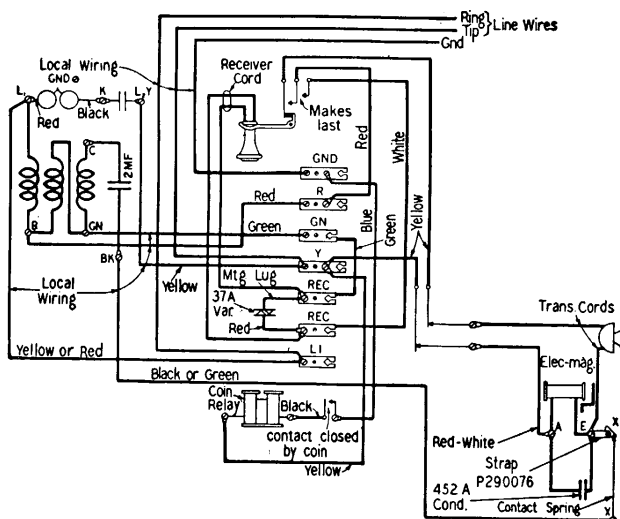 Ring
Tip
Line Wires
Gnd
Local Wiring
GND
Receiver
Cord
L1
K
L2
Y
Red
Black
Makes
last
Red
White
C
2MF
GND
R
Red
B
GN
Green
GN
Blue
Green
Yellow
BK
Y
Local
Wiring
Yellow
Mtg Lug
REC
37A
Var.
Red
REC
Trans. Cords
Yellow or Red
L1
Elec-mag.
Black or Green
Coin
Relay
Black
contact closed
by coin
Yellow
A
E
X
Red-White
Strap
P290076
452 A
Cond.
Contact Spring
X